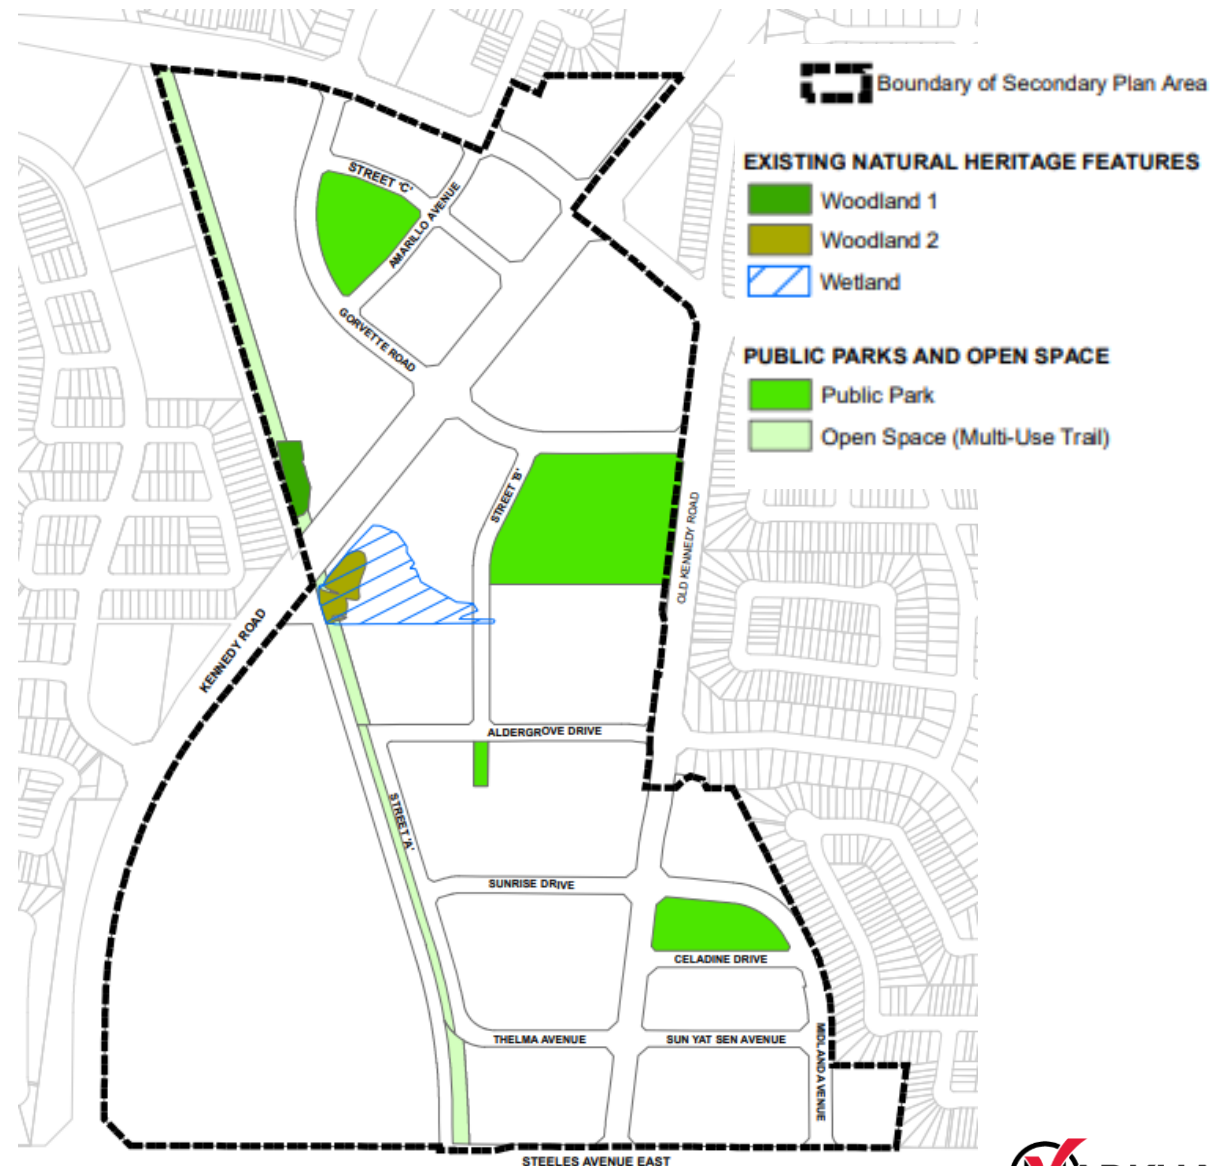 Boundary of Secondary Plan Area
EXISTING NATURAL HERITAGE FEATURES
Woodland 1
Woodland 2
Wetland
PUBLIC PARKS AND OPEN SPACE
Public Park
Open Space (Multi-Use Trail)
STREET 'C'
AMARILLO AVENUE
GORVETTE ROAD
STREET 'B'
OLD KENNEDY ROAD
KENNEDY ROAD
ALDERGROVE DRIVE
STREET 'A'
SUNRISE DRIVE
CELADINE DRIVE
THELMA AVENUE
SUN YAT SEN AVENUE
MIDLAND AVENUE
STEELES AVENUE EAST